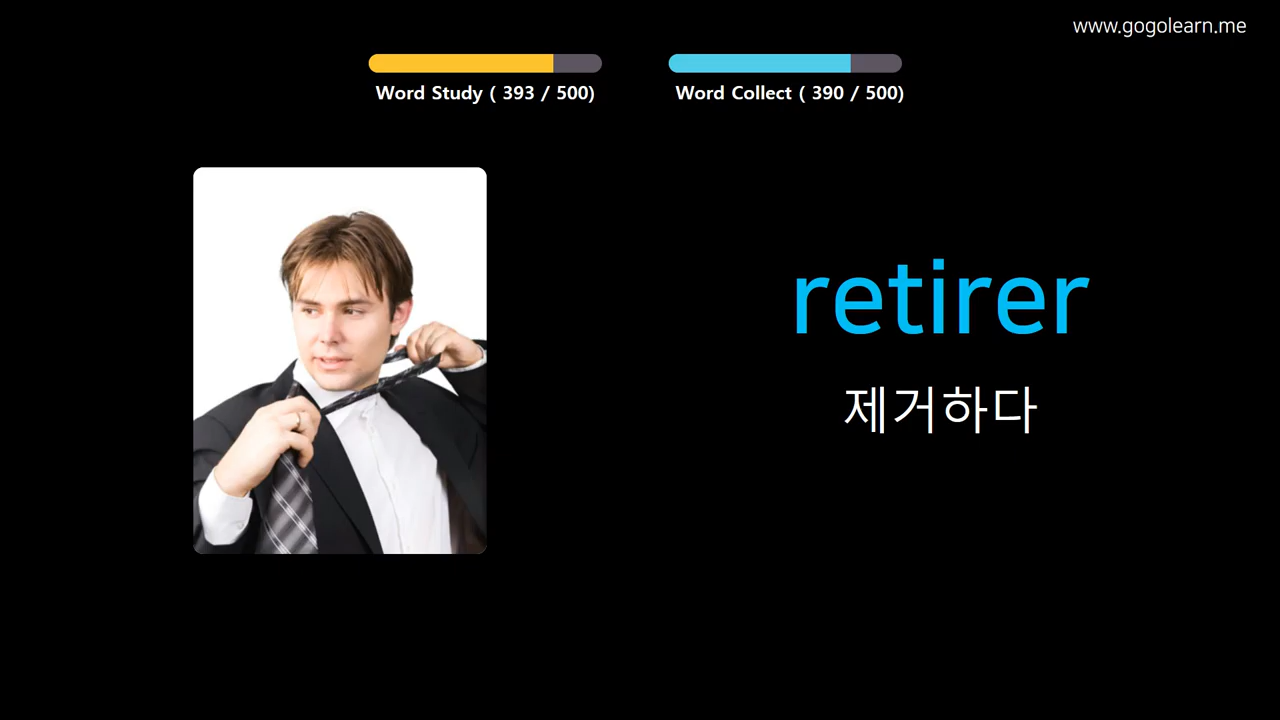 www.gogolearn.me
Word Study ( 393 / 500)
Word Collect ( 390 / 500)
retirer
제거하다